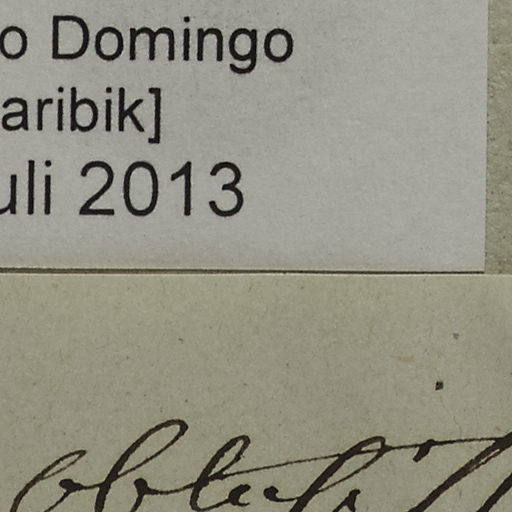 o Domingo
aribik]
uli 2013